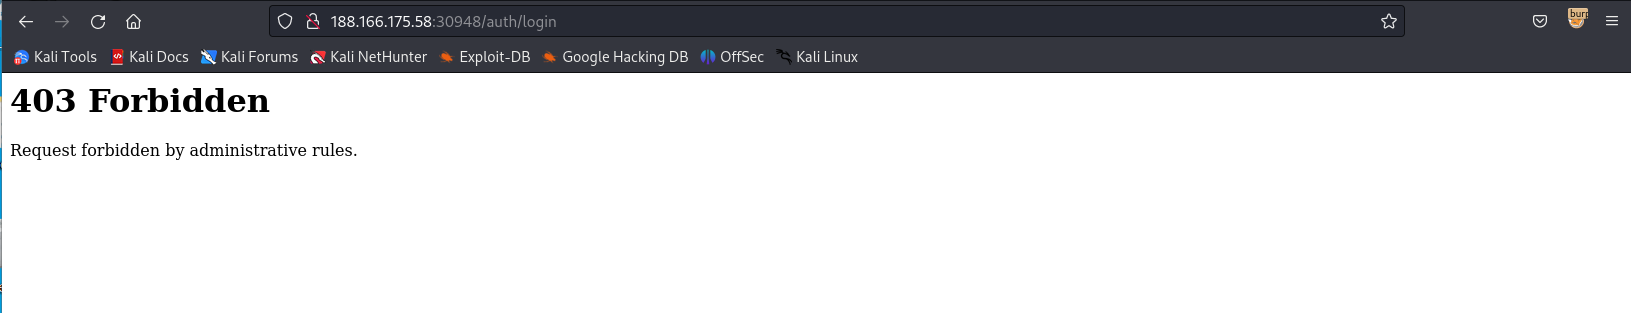 188.166.175.58:30948/auth/login
burp
Kali Tools Kali Docs Kali Forums Kali NetHunter Exploit-DB Google Hacking DB OffSec Kali Linux
403 Forbidden
Request forbidden by administrative rules.